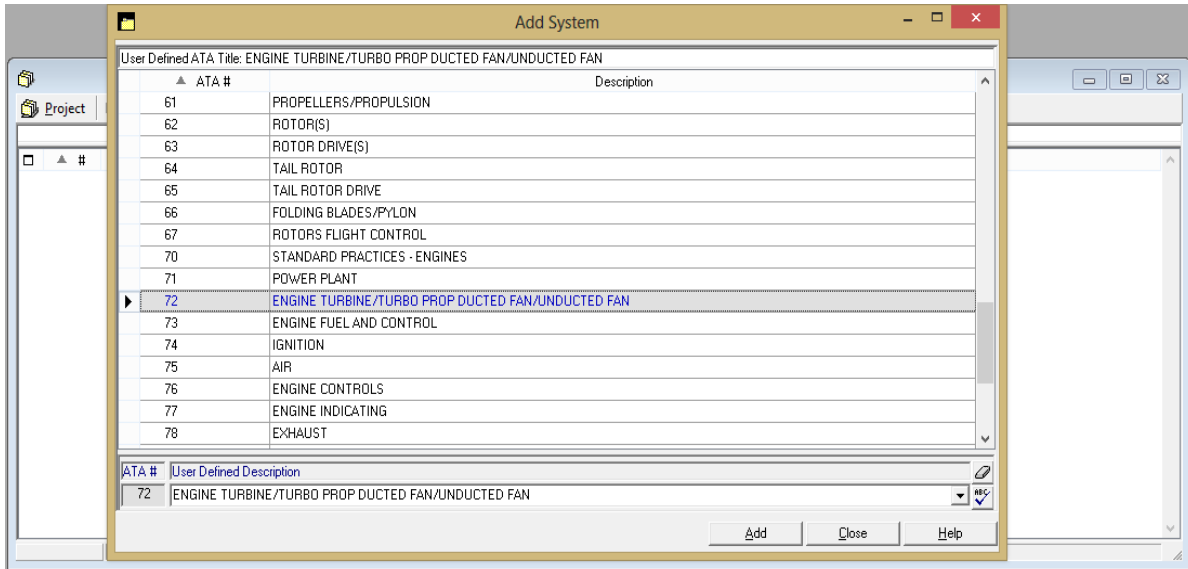 Add System
User Defined ATA Title: ENGINE TURBINE/TURBO PROP DUCTED FAN/UNDUCTED FAN
Project
#
ATA # Description
61 PROPELLERS/PROPULSION
62 ROTOR(S)
63 ROTOR DRIVE(S)
64 TAIL ROTOR
65 TAIL ROTOR DRIVE
66 FOLDING BLADES/PYLON
67 ROTORS FLIGHT CONTROL
70 STANDARD PRACTICES - ENGINES
71 POWER PLANT
72 ENGINE TURBINE/TURBO PROP DUCTED FAN/UNDUCTED FAN
73 ENGINE FUEL AND CONTROL
74 IGNITION
75 AIR
76 ENGINE CONTROLS
77 ENGINE INDICATING
78 EXHAUST
ATA # User Defined Description
72 ENGINE TURBINE/TURBO PROP DUCTED FAN/UNDUCTED FAN
ABC
Add Close Help